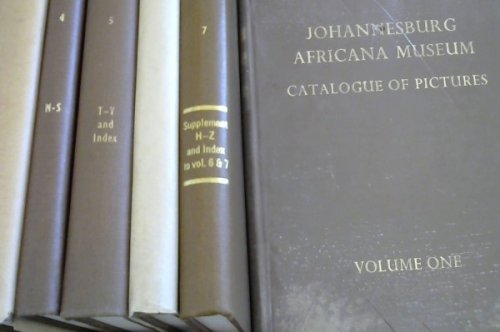 4
N-S
5
T-V
and
Index
7
Supplement
H-Z
and Index
to vol. 6 & 7
JOHANNESBURG
AFRICANA MUSEUM
CATALOGUE OF PICTURES
VOLUME ONE